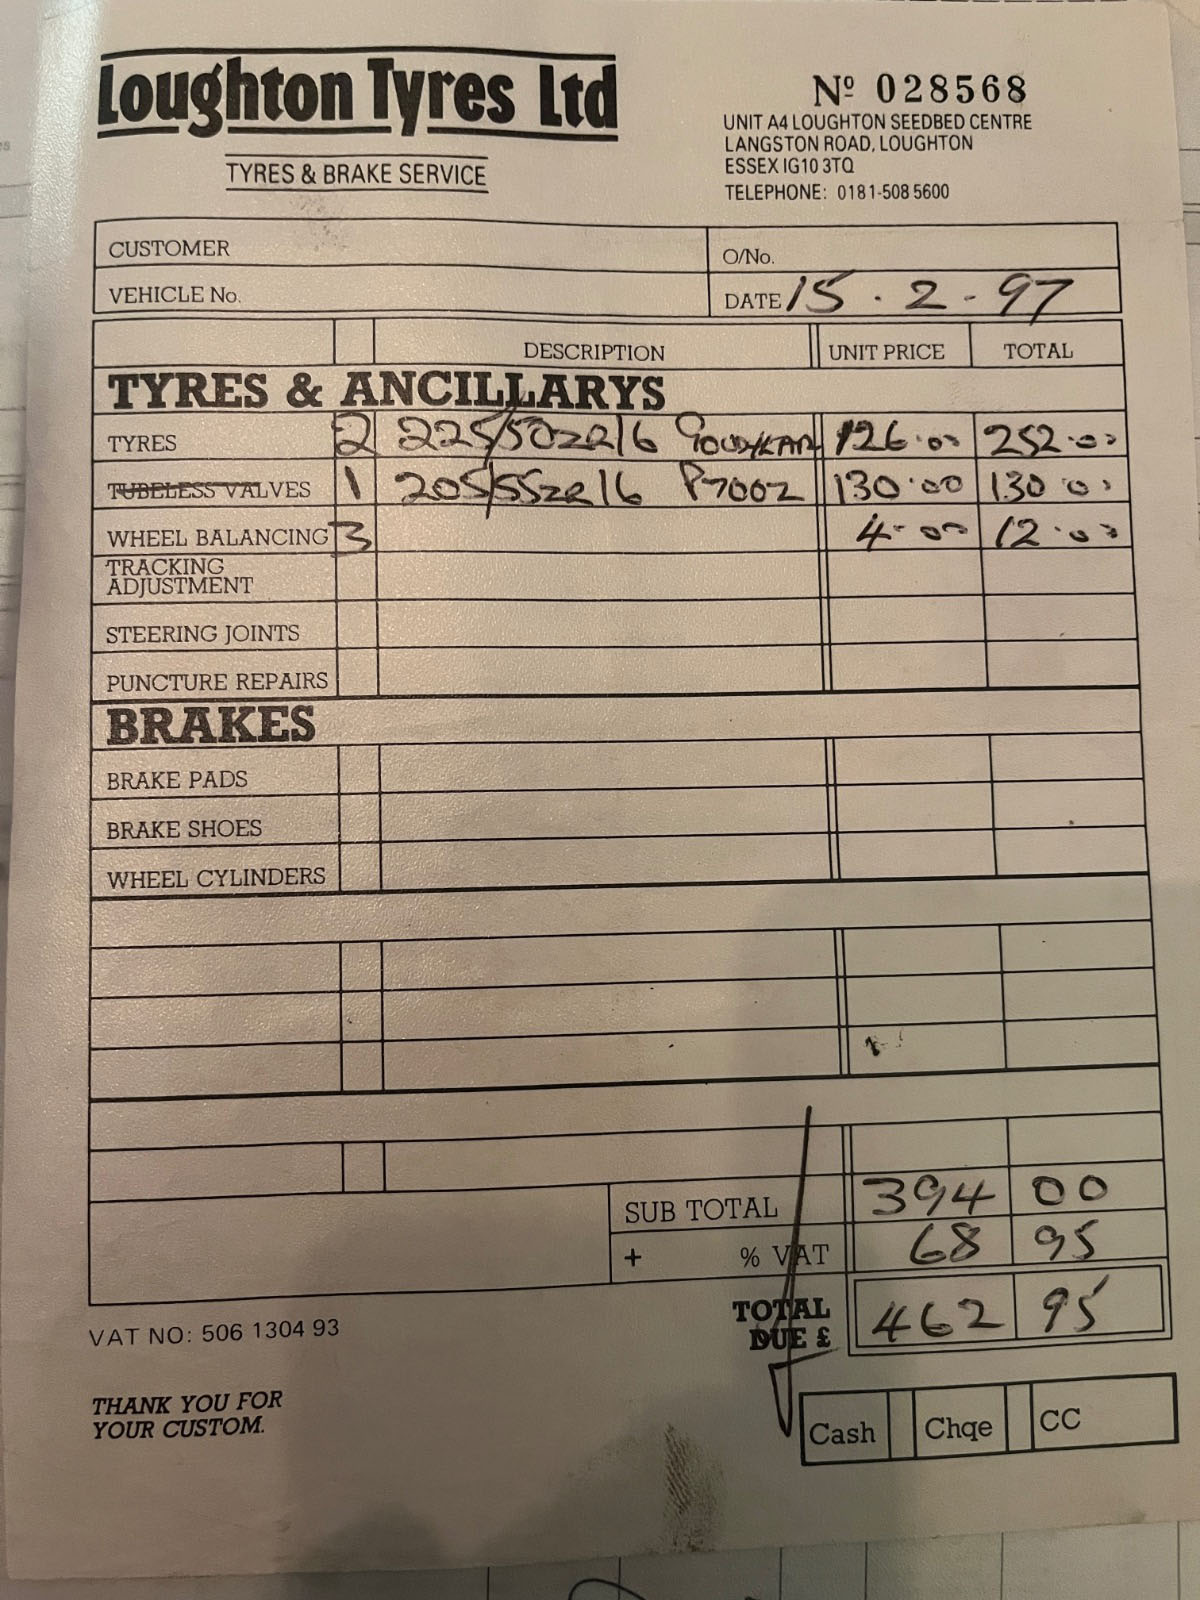 Loughton Tyres Ltd
TYRES & BRAKE SERVICE
Nº 028568
UNIT A4 LOUGHTON SEEDBED CENTRE
LANGSTON ROAD, LOUGHTON
ESSEX IG10 3TQ
TELEPHONE: 0181-508 5600
CUSTOMER
O/No.
VEHICLE No.
DATE 15.2.97
DESCRIPTION UNIT PRICE TOTAL
TYRES & ANCILLARYS
TYRES 2 225/50ZR16 126.00 252.00
TUBELESS VALVES 1 205/55ZR16 P700Z 130.00 130.00
WHEEL BALANCING 3 4.00 12.00
TRACKING
ADJUSTMENT
STEERING JOINTS
PUNCTURE REPAIRS
BRAKES
BRAKE PADS
BRAKE SHOES
WHEEL CYLINDERS
SUB TOTAL 394 00
+ % VAT 68 95
TOTAL
DUE £ 462 95
VAT NO: 506 1304 93
THANK YOU FOR
YOUR CUSTOM.
Cash Chqe CC